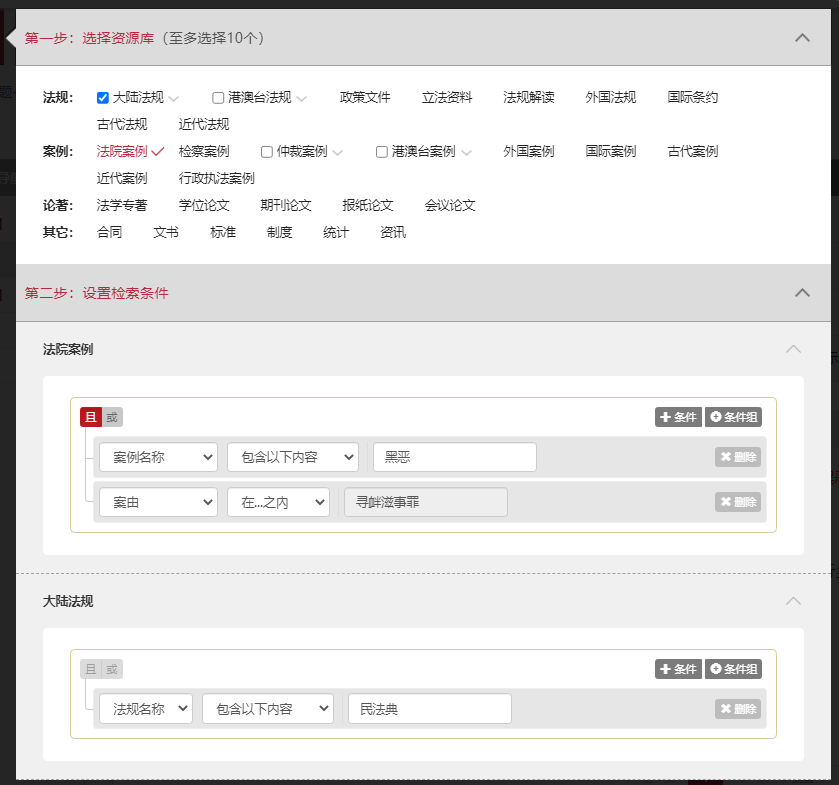 第一步：选择资源库（至多选择10个）
法规： 大陆法规 港澳台法规 政策文件 立法资料 法规解读 外国法规 国际条约
古代法规 近代法规
案例： 法院案例 检察案例 仲裁案例 港澳台案例 外国案例 国际案例 古代案例
近代案例 行政执法案例
论著： 法学专著 学位论文 期刊论文 报纸论文 会议论文
其它： 合同 文书 标准 制度 统计 资讯
第二步：设置检索条件
法院案例
且 或 条件 条件组
案例名称 包含以下内容 黑恶 删除
案由 在...之内 寻衅滋事罪 删除
大陆法规
且 或 条件 条件组
法规名称 包含以下内容 民法典 删除